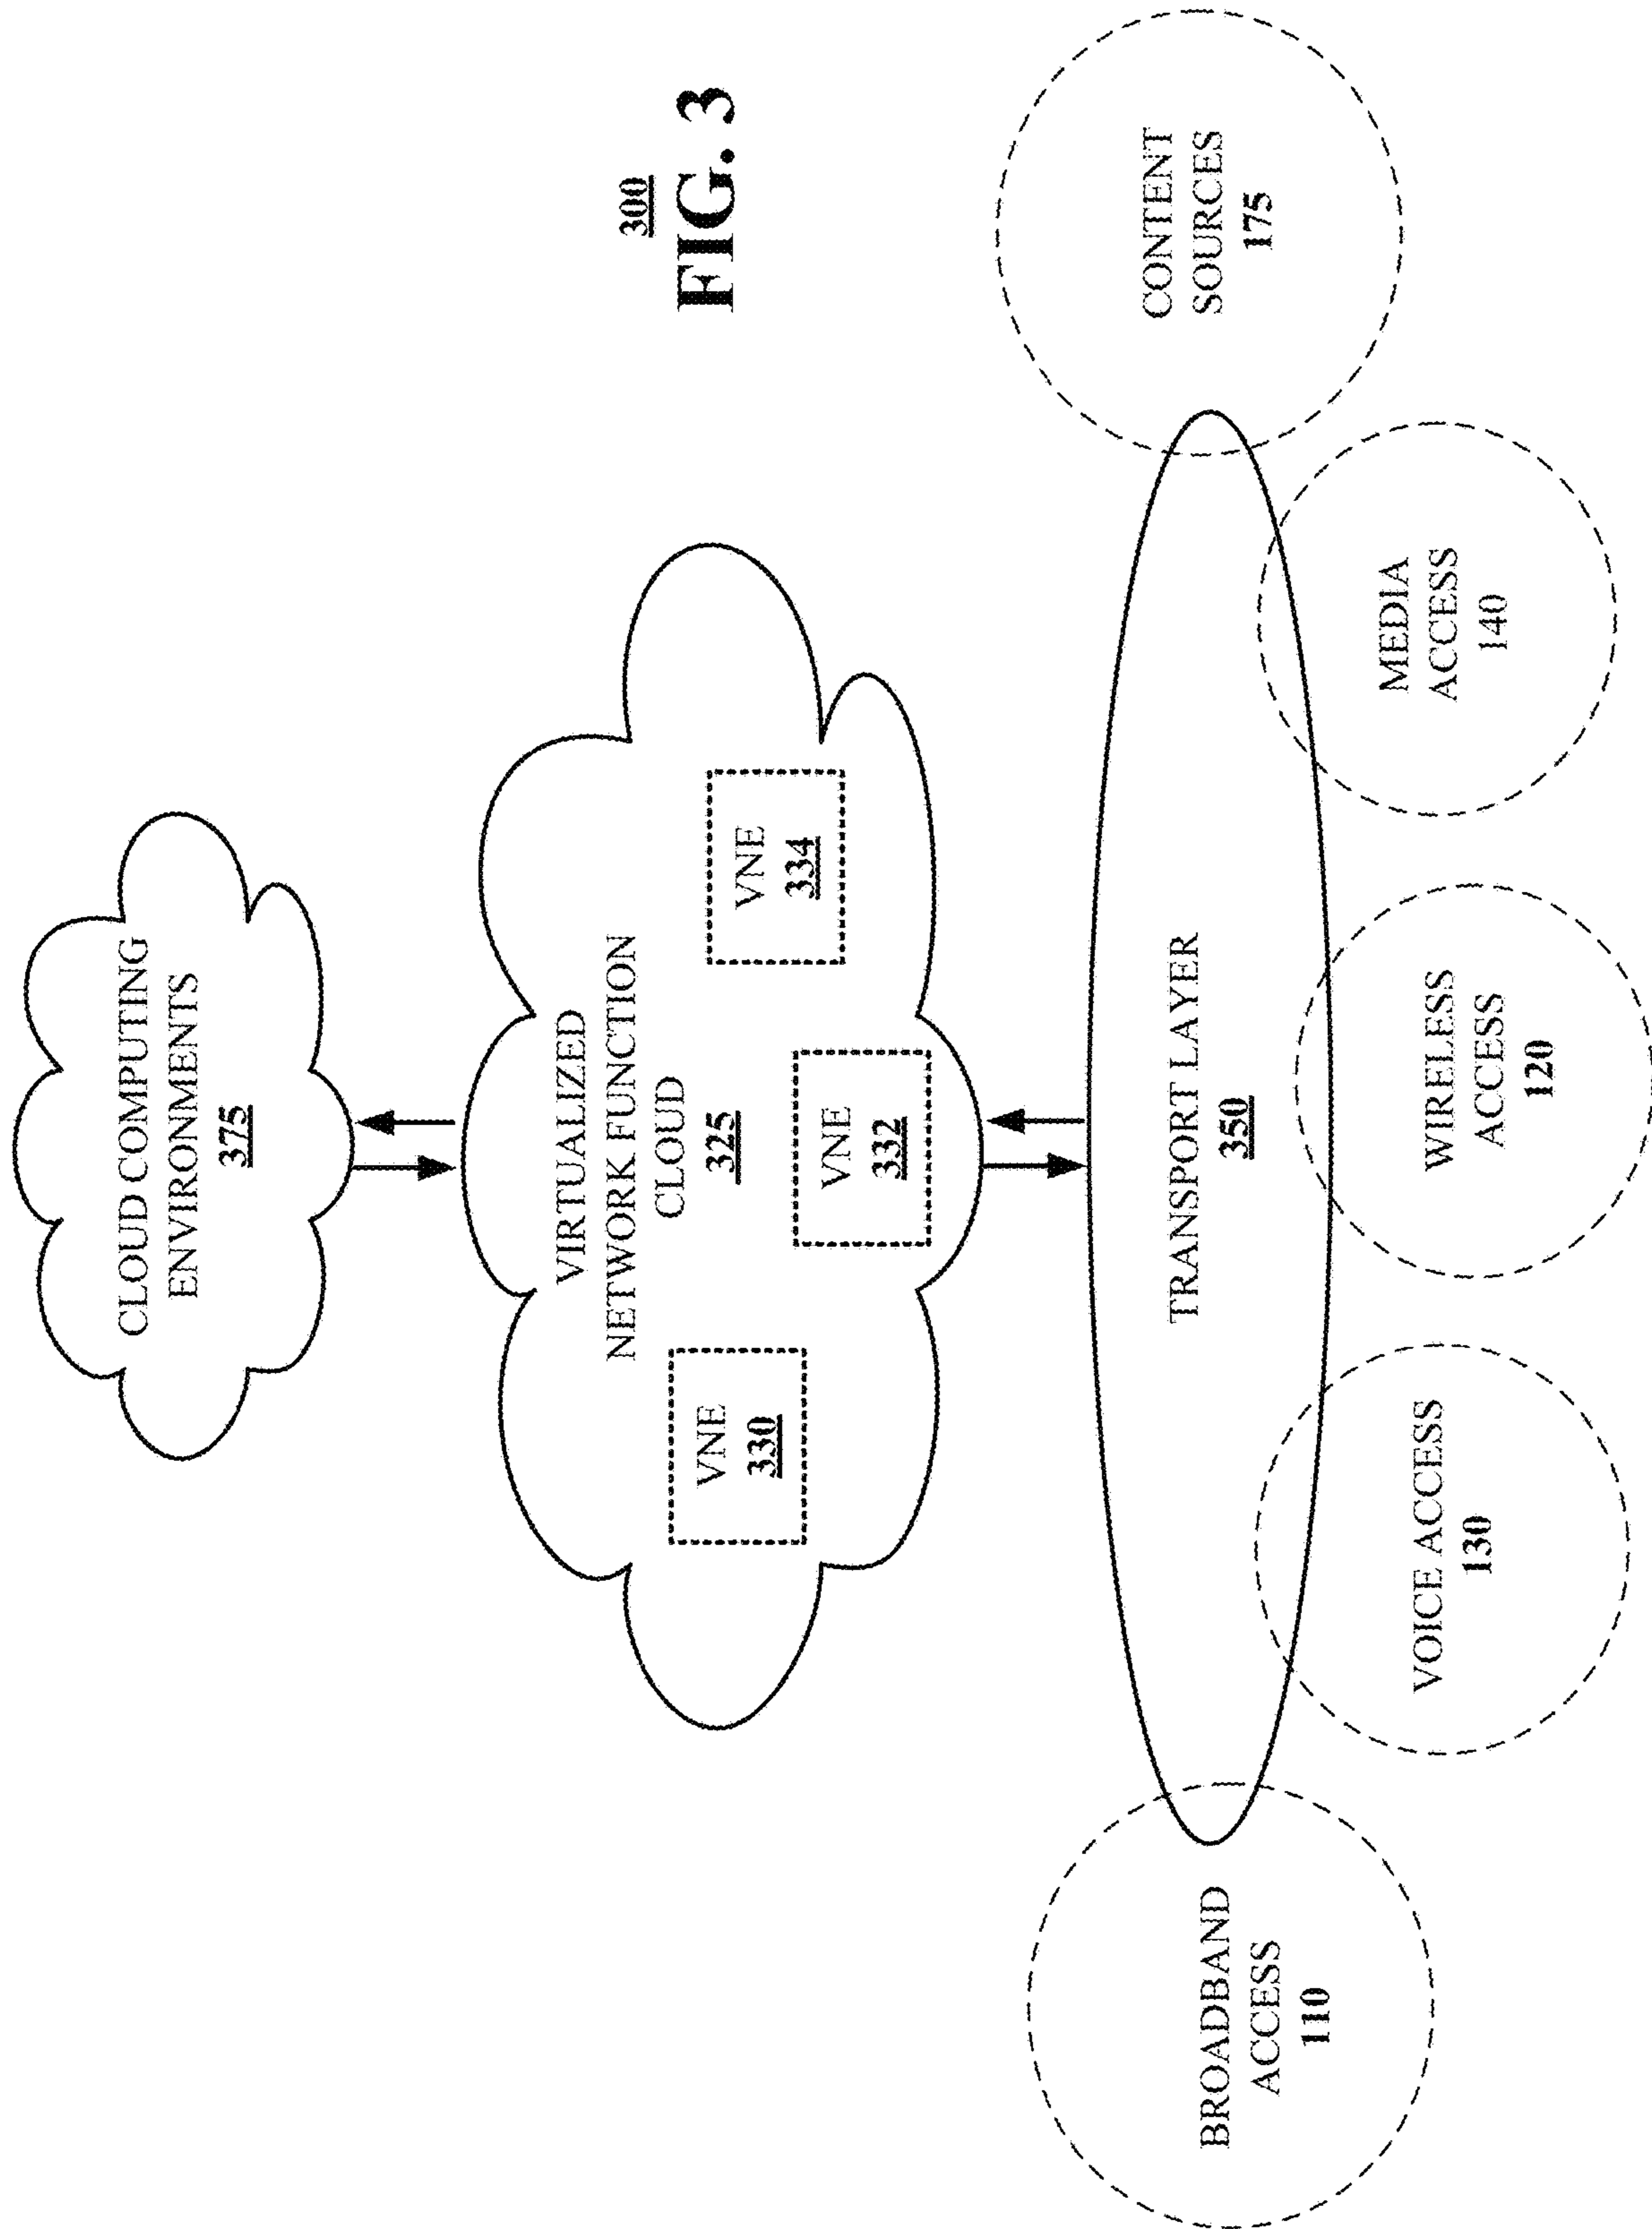 CLOUD COMPUTING
ENVIRONMENTS
375
VIRTUALIZED
NETWORK FUNCTION
CLOUD
325
VNE
330
VNE
332
VNE
334
300
FIG. 3
TRANSPORT LAYER
350
BROADBAND
ACCESS
110
VOICE ACCESS
130
WIRELESS
ACCESS
120
MEDIA
ACCESS
140
CONTENT
SOURCES
175